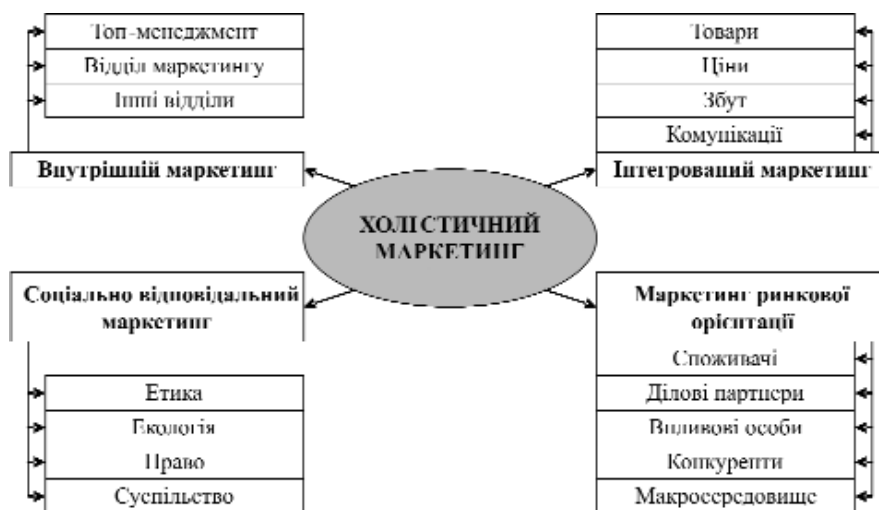 Топ-менеджмент
Відділ маркетингу
Інші відділи
Внутрішній маркетинг
Товари
Ціни
Збут
Комунікації
Інтегрований маркетинг
ХОЛІСТИЧНИЙ
МАРКЕТИНГ
Соціально відповідальний
маркетинг
Етика
Екологія
Право
Суспільство
Маркетинг ринкової
орієнтації
Споживачі
Ділові партнери
Впливові особи
Конкуренти
Макросередовище